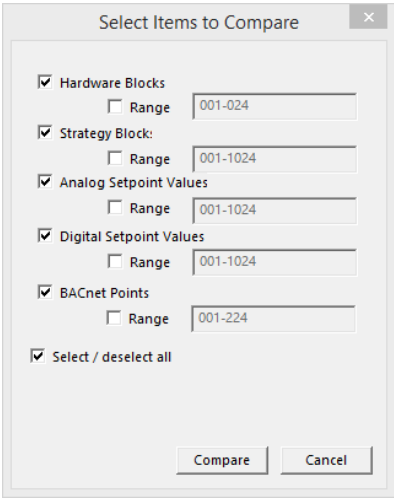 Select Items to Compare
Hardware Blocks
Range 001-024
Strategy Blocks
Range 001-1024
Analog Setpoint Values
Range 001-1024
Digital Setpoint Values
Range 001-1024
BACnet Points
Range 001-224
Select / deselect all
Compare Cancel